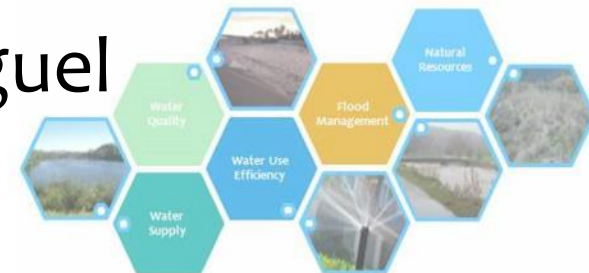 guel
Natural
Resources
Water
Quality
Flood
Management
Water Use
Efficiency
Water
Supply